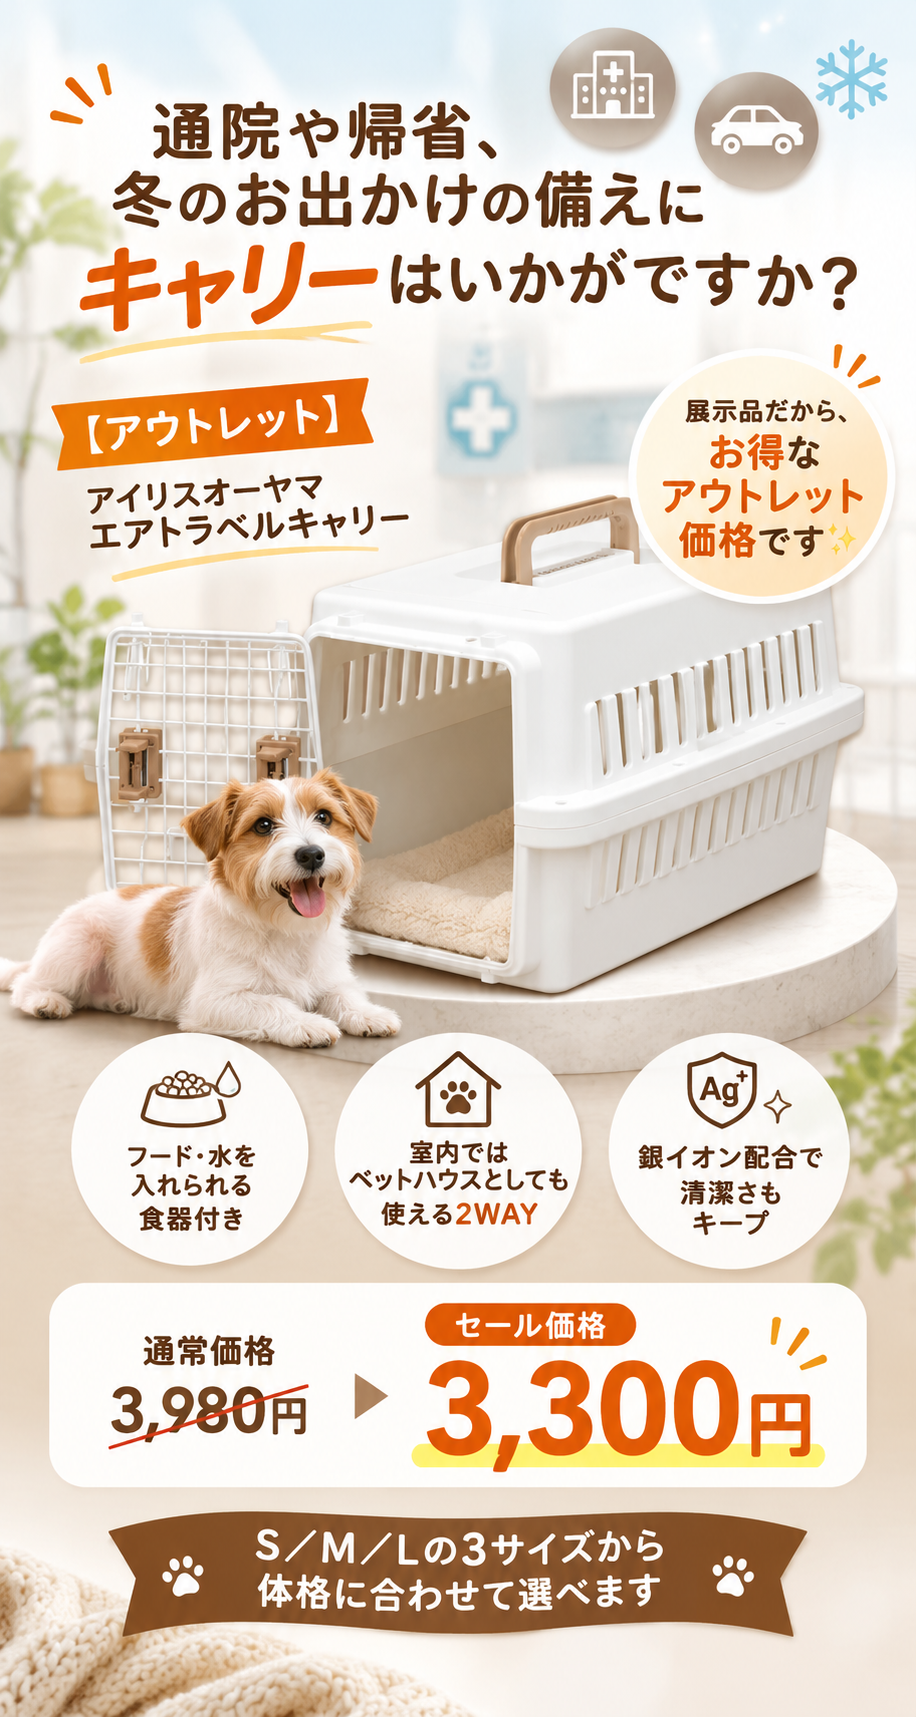 通院や帰省、
冬のお出かけの備えに
キャリーはいかがですか？
【アウトレット】
アイリスオーヤマ
エアトラベルキャリー
展示品だから、
お得な
アウトレット
価格です✨
フード・水を
入れられる
食器付き
室内では
ペットハウスとしても
使える2WAY
Ag+
銀イオン配合で
清潔さも
キープ
通常価格
3,980円
セール価格
3,300円
S／M／Lの3サイズから
体格に合わせて選べます